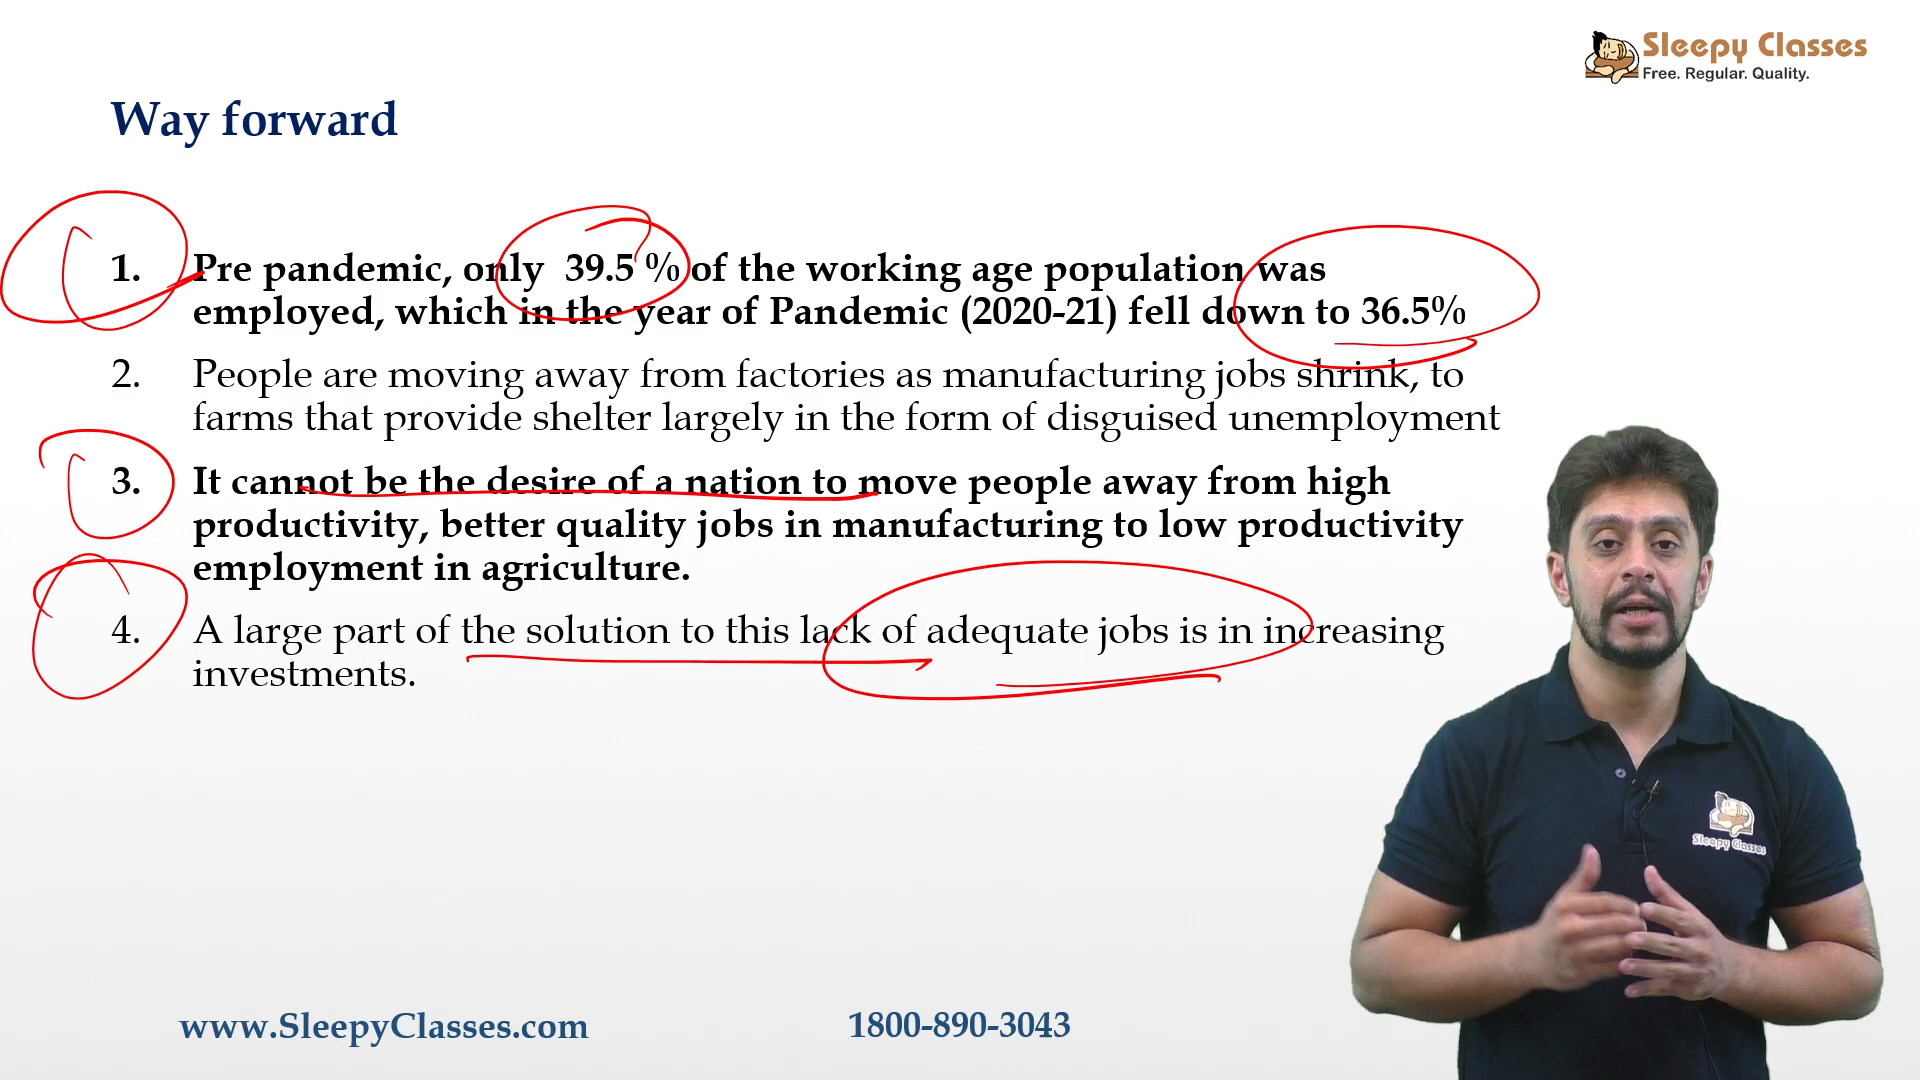 Sleepy Classes
Free. Regular. Quality.
Way forward
1. Pre pandemic, only 39.5 % of the working age population was
employed, which in the year of Pandemic (2020-21) fell down to 36.5%
2. People are moving away from factories as manufacturing jobs shrink, to
farms that provide shelter largely in the form of disguised unemployment
3. It cannot be the desire of a nation to move people away from high
productivity, better quality jobs in manufacturing to low productivity
employment in agriculture.
4. A large part of the solution to this lack of adequate jobs is in increasing
investments.
Sleepy Classes
www.SleepyClasses.com
1800-890-3043